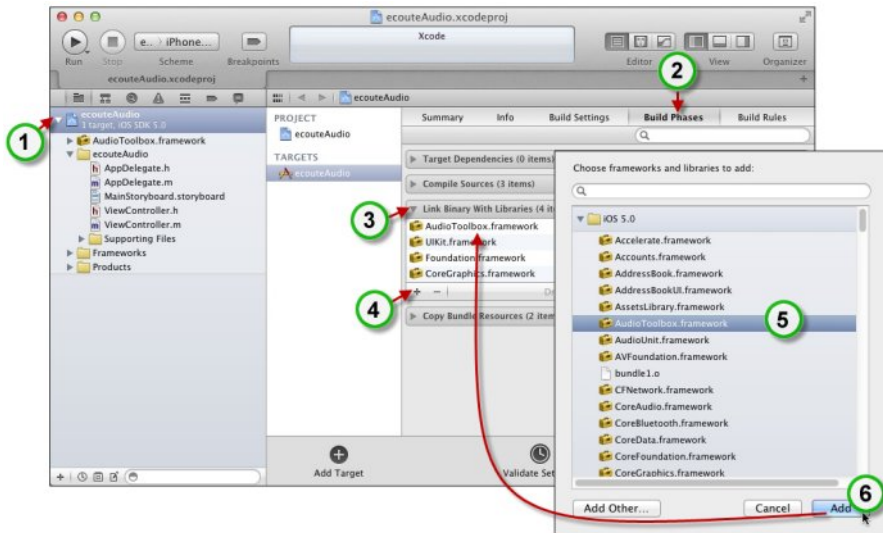 ecouteAudio.xcodeproj
Xcode
e.. iPhone...
Run Stop Scheme Breakpoints
Editor View Organizer
ecouteAudio.xcodeproj
2
ecouteAudio
1
ecouteAudio
1 target, iOS SDK 5.0
AudioToolbox.framework
ecouteAudio
h AppDelegate.h
m AppDelegate.m
MainStoryboard.storyboard
h ViewController.h
m ViewController.m
Supporting Files
Frameworks
Products
PROJECT
ecouteAudio
TARGETS
ecouteAudio
Summary Info Build Settings Build Phases Build Rules
Target Dependencies (0 items)
Compile Sources (3 items)
3
Link Binary With Libraries (4
AudioToolbox.framework
UIKit.framework
Foundation.framework
CoreGraphics.framework
4
Copy Bundle Resources (2
Add Target
Validate
Choose frameworks and libraries to add:
iOS 5.0
Accelerate.framework
Accounts.framework
AddressBook.framework
AddressBookUI.framework
AssetsLibrary.framework
AudioToolbox.framework
5
AudioUnit.framework
AVFoundation.framework
bundle1.o
CFNetwork.framework
CoreAudio.framework
CoreBluetooth.framework
CoreData.framework
CoreFoundation.framework
CoreGraphics.framework
6
Add Other... Cancel Add